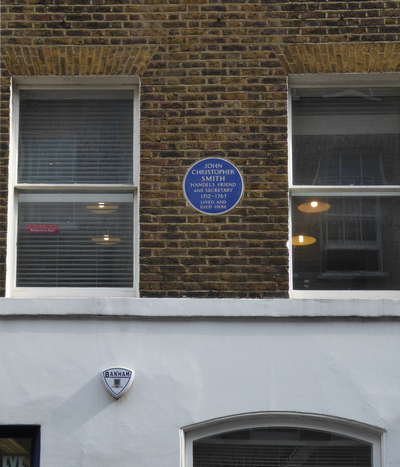 JOHN
CHRISTOPHER
SMITH
HANDEL'S FRIEND
and SECRETARY
1712-1763
LIVED AND
DIED HERE
BANHAM